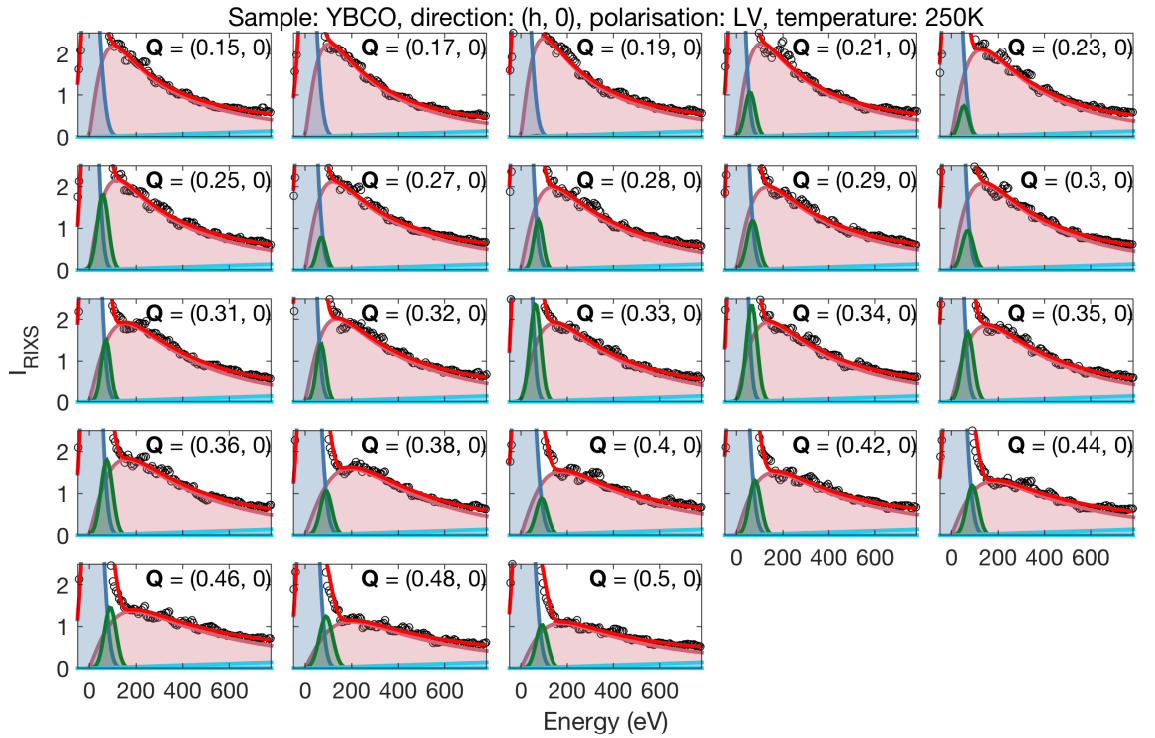 Sample: YBCO, direction: (h, 0), polarisation: LV, temperature: 250K
2 Q = (0.15, 0) Q = (0.17, 0) Q = (0.19, 0) Q = (0.21, 0) Q = (0.23, 0)
1
0
2 Q = (0.25, 0) Q = (0.27, 0) Q = (0.28, 0) Q = (0.29, 0) Q = (0.3, 0)
1
0
2 Q = (0.31, 0) Q = (0.32, 0) Q = (0.33, 0) Q = (0.34, 0) Q = (0.35, 0)
1
0
I_RIXS
2 Q = (0.36, 0) Q = (0.38, 0) Q = (0.4, 0) Q = (0.42, 0) Q = (0.44, 0)
1
0
0 200 400 600 0 200 400 600
2 Q = (0.46, 0) Q = (0.48, 0) Q = (0.5, 0)
1
0
0 200 400 600 0 200 400 600 0 200 400 600
Energy (eV)